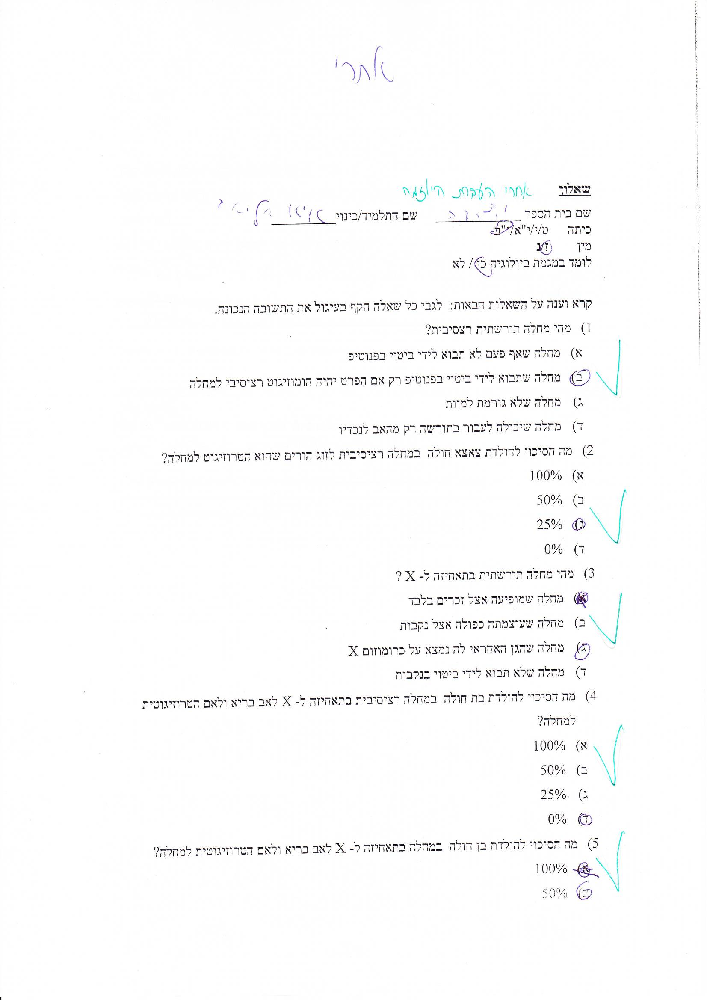 אחרי
שאלון אחרי העברת היוזמה
שם בית הספר שם התלמיד/כינוי
כיתה ט/י/י"א/י"ב
מין ז/נ
לומד במגמת ביולוגיה כן / לא
קרא וענה על השאלות הבאות: לגבי כל שאלה הקף בעיגול את התשובה הנכונה.
1) מהי מחלה תורשתית רצסיבית?
א) מחלה שאף פעם לא תבוא לידי ביטוי בפנוטיפ
ב) מחלה שתבוא לידי ביטוי בפנוטיפ רק אם הפרט יהיה הומוזיגוט רציסיבי למחלה
ג) מחלה שלא גורמת למוות
ד) מחלה שיכולה לעבור בתורשה רק מהאב לנכדיו
2) מה הסיכוי להולדת צאצא חולה במחלה רציסיבית לזוג הורים שהוא הטרוזיגוט למחלה?
א) 100%
ב) 50%
ג) 25%
ד) 0%
3) מהי מחלה תורשתית בתאחיזה ל- X ?
א) מחלה שמופיעה אצל זכרים בלבד
ב) מחלה שעוצמתה כפולה אצל נקבות
ג) מחלה שהגן האחראי לה נמצא על כרומוזום X
ד) מחלה שלא תבוא לידי ביטוי בנקבות
4) מה הסיכוי להולדת בת חולה במחלה רציסיבית בתאחיזה ל- X לאב בריא ולאם הטרוזיגוטית
למחלה?
א) 100%
ב) 50%
ג) 25%
ד) 0%
5) מה הסיכוי להולדת בן חולה במחלה בתאחיזה ל- X לאב בריא ולאם הטרוזיגוטית למחלה?
א) 100%
ב) 50%